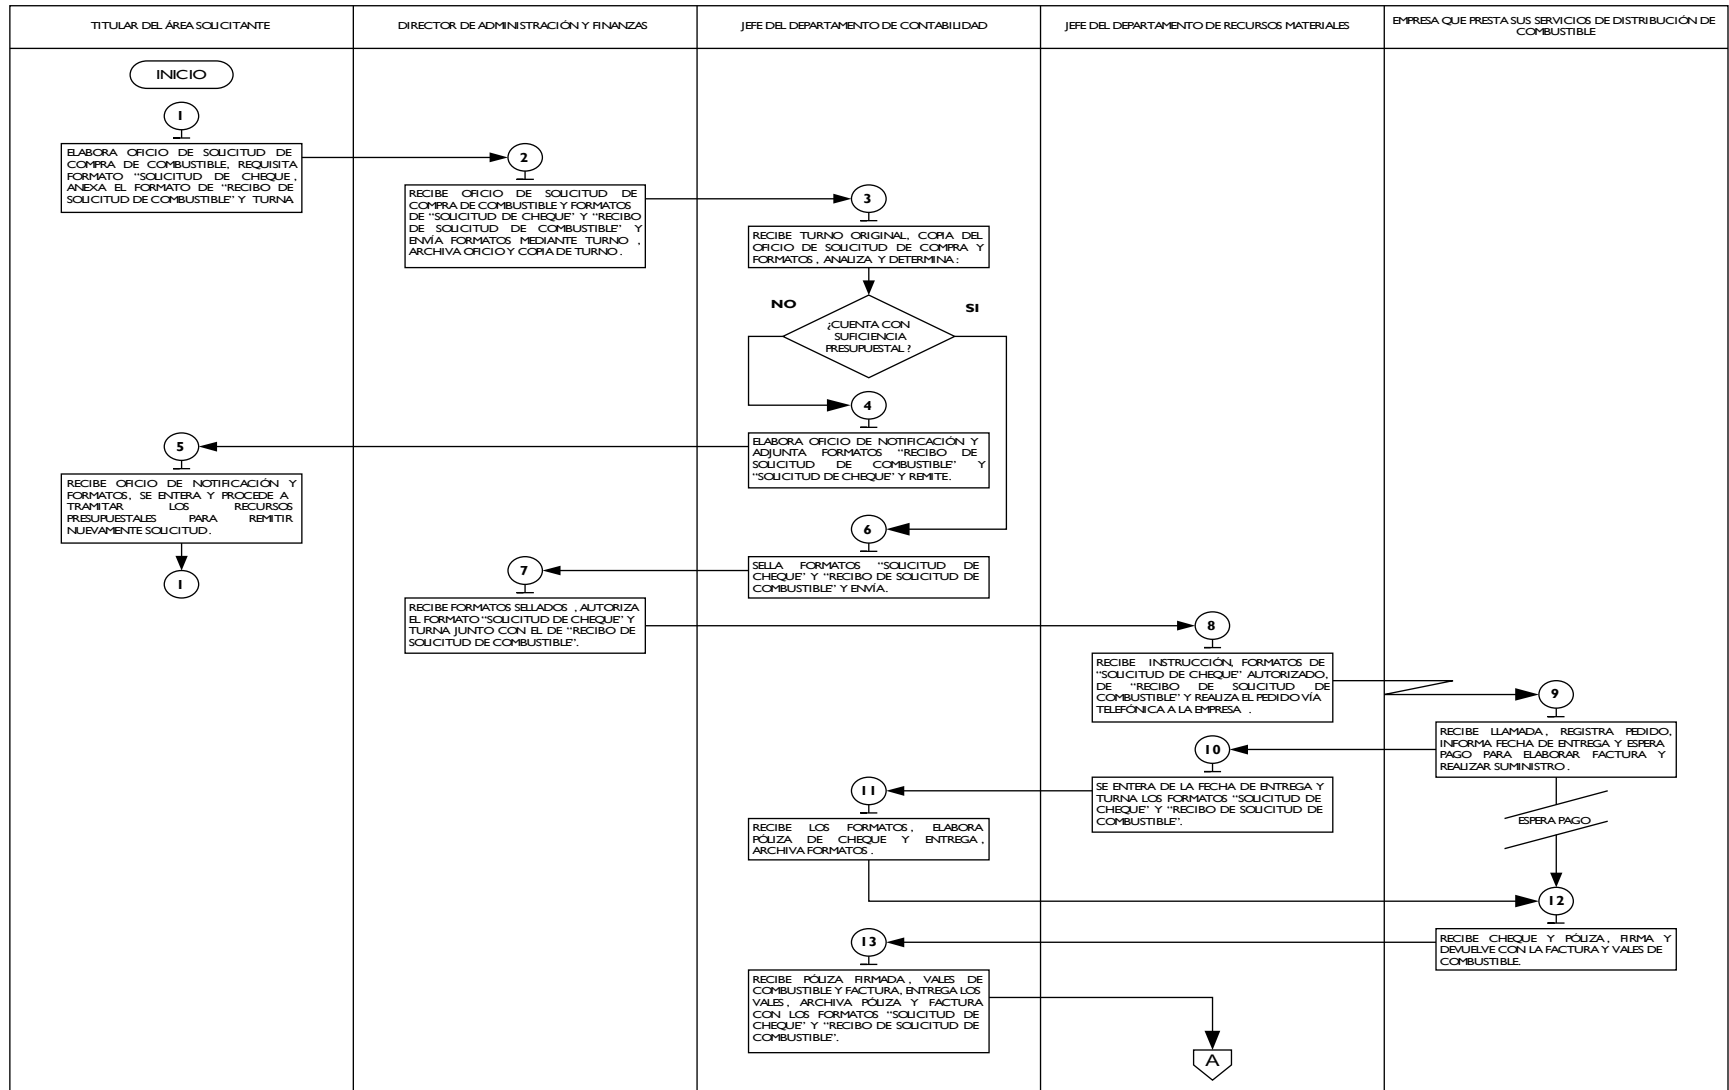 TITULAR DEL ÁREA SOLICITANTE
DIRECTOR DE ADMINISTRACIÓN Y FINANZAS
JEFE DEL DEPARTAMENTO DE CONTABILIDAD
JEFE DEL DEPARTAMENTO DE RECURSOS MATERIALES
EMPRESA QUE PRESTA SUS SERVICIOS DE DISTRIBUCIÓN DE
COMBUSTIBLE
INICIO
1
ELABORA OFICIO DE SOLICITUD DE
COMPRA DE COMBUSTIBLE, REQUISITA
FORMATO “SOLICITUD DE CHEQUE,
ANEXA EL FORMATO DE “RECIBO DE
SOLICITUD DE COMBUSTIBLE” Y TURNA
2
RECIBE OFICIO DE SOLICITUD DE
COMPRA DE COMBUSTIBLE Y FORMATOS
DE “SOLICITUD DE CHEQUE” Y “RECIBO
DE SOLICITUD DE COMBUSTIBLE” Y
ENVÍA FORMATOS MEDIANTE TURNO ,
ARCHIVA OFICIO Y COPIA DE TURNO.
3
RECIBE TURNO ORIGINAL, COPIA DEL
OFICIO DE SOLICITUD DE COMPRA Y
FORMATOS, ANALIZA Y DETERMINA:
NO
SI
¿CUENTA CON
SUFICIENCIA
PRESUPUESTAL?
4
ELABORA OFICIO DE NOTIFICACIÓN Y
ADJUNTA FORMATOS “RECIBO DE
SOLICITUD DE COMBUSTIBLE” Y
“SOLICITUD DE CHEQUE” Y REMITE.
5
RECIBE OFICIO DE NOTIFICACIÓN Y
FORMATOS, SE ENTERA Y PROCEDE A
TRAMITAR LOS RECURSOS
PRESUPUESTALES PARA REMITIR
NUEVAMENTE SOLICITUD.
1
6
SELLA FORMATOS “SOLICITUD DE
CHEQUE” Y “RECIBO DE SOLICITUD DE
COMBUSTIBLE” Y ENVÍA.
7
RECIBE FORMATOS SELLADOS , AUTORIZA
EL FORMATO “SOLICITUD DE CHEQUE” Y
TURNA JUNTO CON EL DE “RECIBO DE
SOLICITUD DE COMBUSTIBLE”.
8
RECIBE INSTRUCCIÓN, FORMATOS DE
“SOLICITUD DE CHEQUE” AUTORIZADO,
DE “RECIBO DE SOLICITUD DE
COMBUSTIBLE” Y REALIZA EL PEDIDO VÍA
TELEFÓNICA A LA EMPRESA .
9
RECIBE LLAMADA, REGISTRA PEDIDO,
INFORMA FECHA DE ENTREGA Y ESPERA
PAGO PARA ELABORAR FACTURA Y
REALIZAR SUMINISTRO.
ESPERA PAGO
10
SE ENTERA DE LA FECHA DE ENTREGA Y
TURNA LOS FORMATOS “SOLICITUD DE
CHEQUE” Y “RECIBO DE SOLICITUD DE
COMBUSTIBLE”.
11
RECIBE LOS FORMATOS, ELABORA
PÓLIZA DE CHEQUE Y ENTREGA,
ARCHIVA FORMATOS.
12
RECIBE CHEQUE Y PÓLIZA, FIRMA Y
DEVUELVE CON LA FACTURA Y VALES DE
COMBUSTIBLE.
13
RECIBE PÓLIZA FIRMADA, VALES DE
COMBUSTIBLE Y FACTURA, ENTREGA LOS
VALES, ARCHIVA PÓLIZA Y FACTURA
CON LOS FORMATOS “SOLICITUD DE
CHEQUE” Y “RECIBO DE SOLICITUD DE
COMBUSTIBLE”.
A